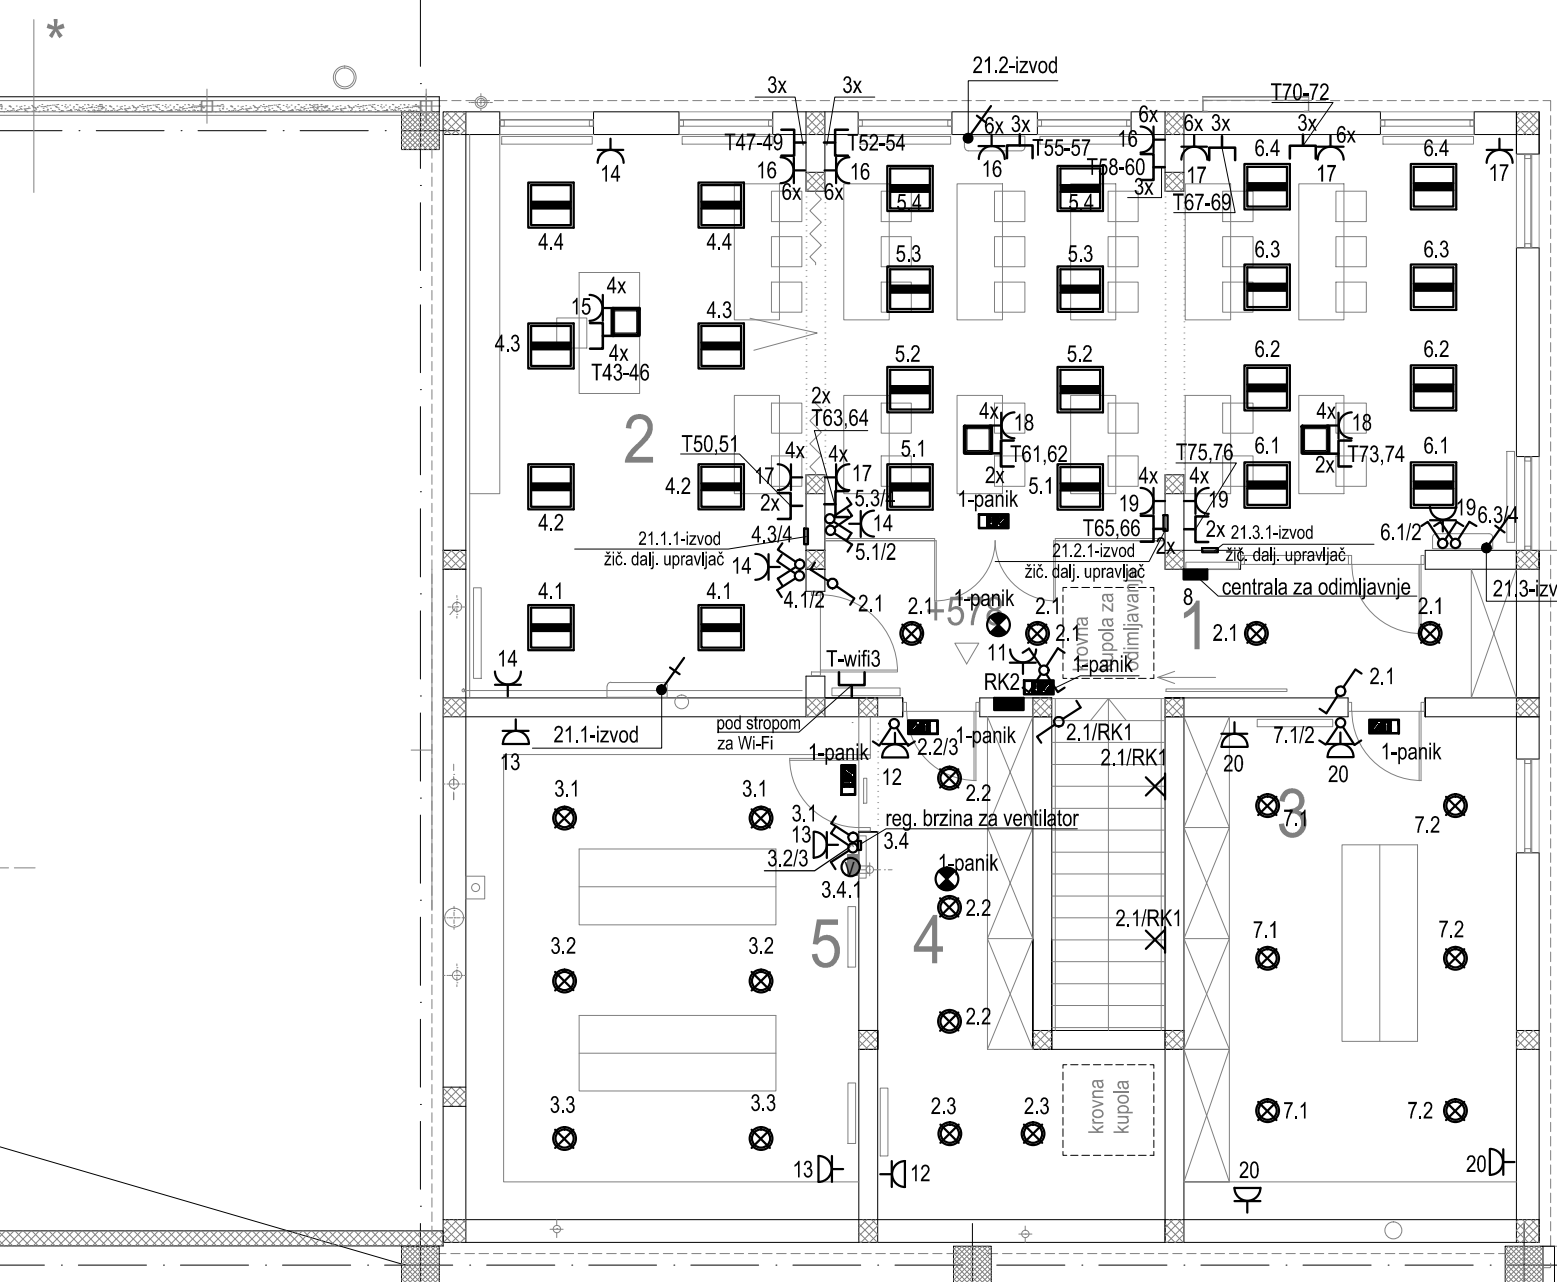 *
21.2-izvod
3x
3x
T70-72
6x
6x
3x
6x
3x
3x
6x
T47-49
T52-54
16
T55-57
16
14
16
16
16
T58-60
17
17
17
6x
6x
3x
T67-69
6.4
6.4
5.4
5.4
4.4
4.4
5.3
5.3
6.3
6.3
4x
15
4.3
4.3
4x
T43-46
5.2
5.2
6.2
6.2
2x
T63,64
4x
18
4x
18
2
T50,51
4x
4x
5.1
T61,62
T75,76
T73,74
6.1
6.1
17
17
2x
2x
4.2
4.2
2x
5.3/4
1-panik
5.1
4x
4x
19
19
19
6.3/4
14
T65,66
2x
6.1/2
21.1.1-izvod
4.3/4
5.1/2
21.2.1-izvod
2x
21.3.1-izvod
žič. dalj. upravljač
14
žič. dalj. upravljač
žič. dalj. upravljač
4.1
4.1
4.1/2
2.1
2.1
+578
1-panik
2.1
2.1
krovna
kupola za
odimljavanje
8
centrala za odimljavnje
21.3-izv
1
2.1
2.1
14
T-wifi3
11
RK2
1-panik
2.1
13
21.1-izvod
pod stropom
za Wi-Fi
1-panik
2.2/3
1-panik
2.1/RK1
2.1/RK1
12
20
7.1/2
20
1-panik
2.2
3.1
3.1
3.1
13
reg. brzina za ventilator
3.4
3.2/3
V
3.4.1
1-panik
3
7.1
7.2
2.2
2.1/RK1
5
4
3.2
3.2
7.1
7.2
2.2
3.3
3.3
2.3
2.3
krovna
kupola
7.1
7.2
13
12
20
20